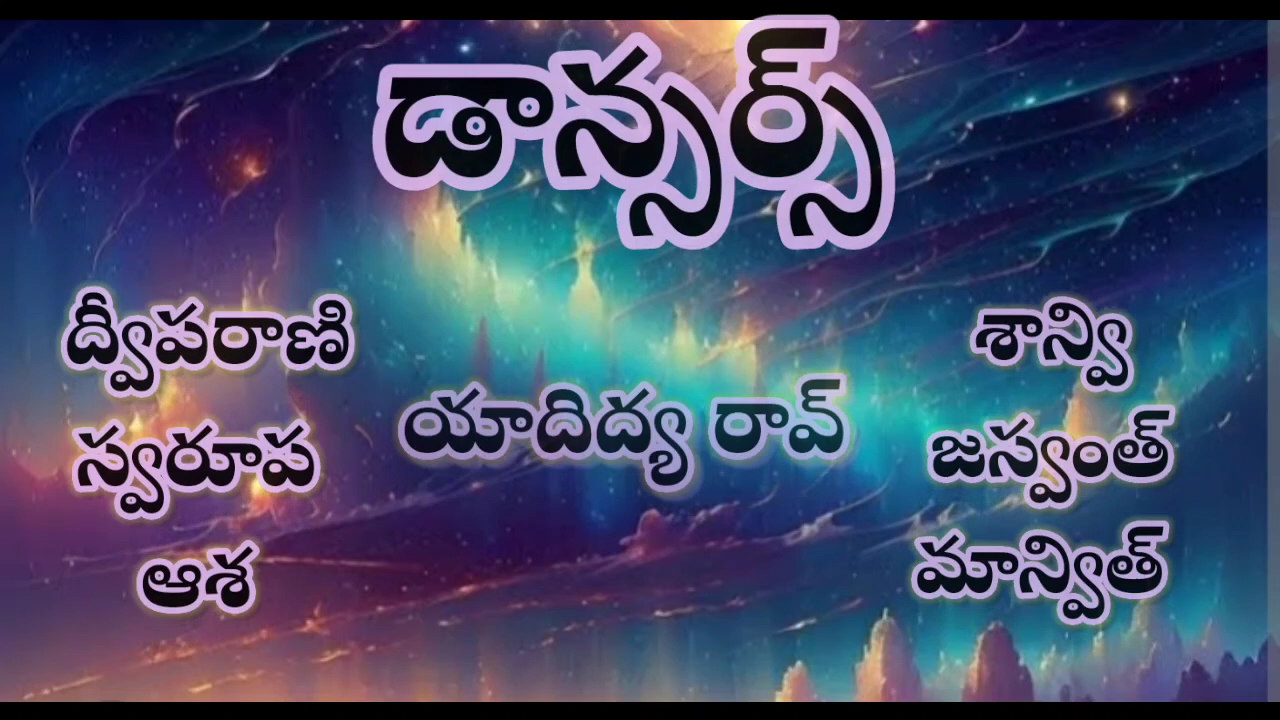 డాన్సర్స్
ద్వీపరాణి
స్వరూప
ఆశ
యాదిద్య రావ్
శాన్వి
జస్వంత్
మాన్విత్